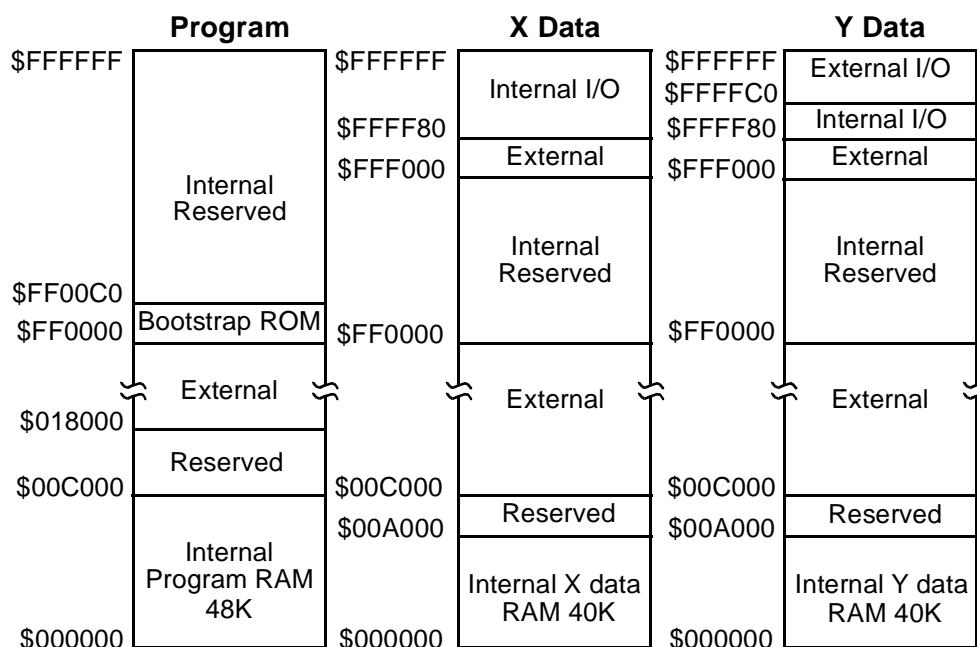 Program
$FFFFFF
Internal
Reserved
$FF00C0
Bootstrap ROM
$FF0000
External
$018000
Reserved
$00C000
Internal
Program RAM
48K
$000000
X Data
$FFFFFF
Internal I/O
$FFFF80
External
$FFF000
Internal
Reserved
$FF0000
External
$00C000
Reserved
$00A000
Internal X data
RAM 40K
$000000
Y Data
$FFFFFF
External I/O
$FFFFC0
Internal I/O
$FFFF80
External
$FFF000
Internal
Reserved
$FF0000
External
$00C000
Reserved
$00A000
Internal Y data
RAM 40K
$000000